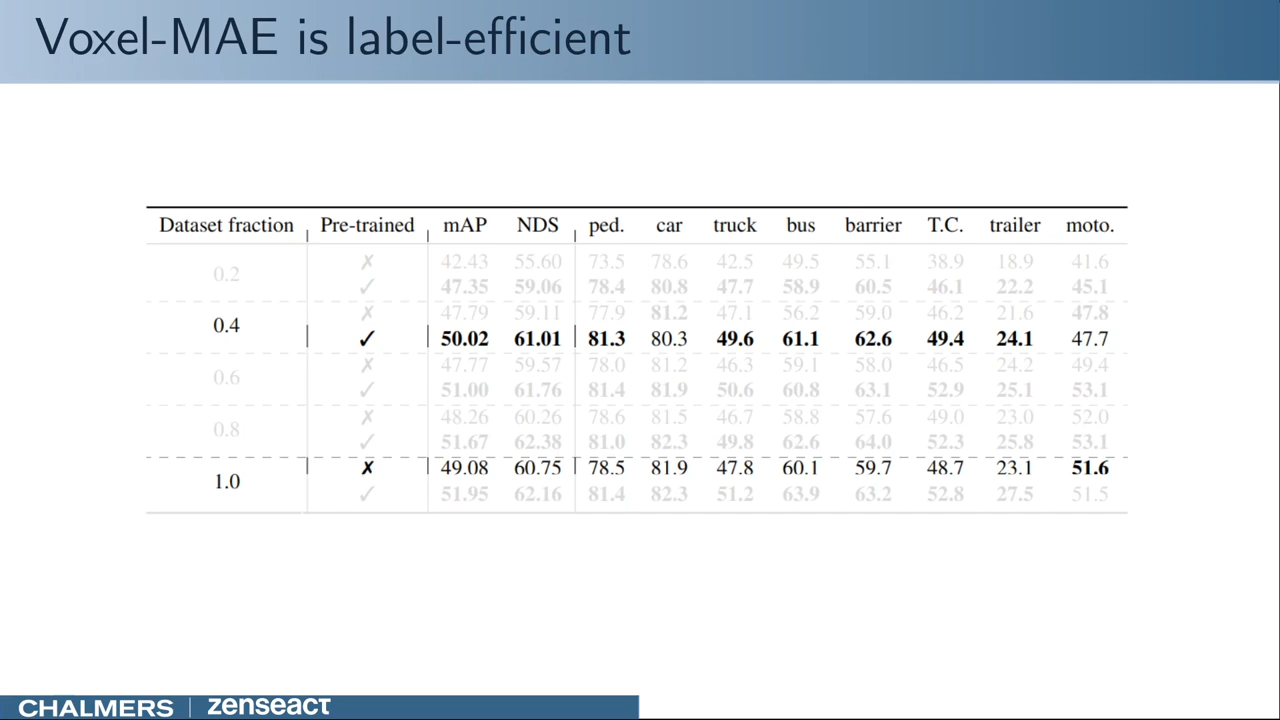 Voxel-MAE is label-efficient
Dataset fraction Pre-trained mAP NDS ped. car truck bus barrier T.C. trailer moto.
✗ 42.43 55.60 73.5 78.6 42.5 49.5 55.1 38.9 18.9 41.6
0.2
✓ 47.35 59.06 78.4 80.8 47.7 58.9 60.5 46.1 22.2 45.1
✗ 47.79 59.11 77.9 81.2 47.1 56.2 59.0 46.2 21.6 47.8
0.4
✓ 50.02 61.01 81.3 80.3 49.6 61.1 62.6 49.4 24.1 47.7
✗ 47.77 59.57 78.0 81.2 46.3 59.1 58.0 46.5 24.2 49.4
0.6
✓ 51.00 61.76 81.4 81.9 50.6 60.8 63.1 52.9 25.1 53.1
✗ 48.26 60.26 78.6 81.5 46.7 58.8 57.6 49.0 23.0 52.0
0.8
✓ 51.67 62.38 81.0 82.3 49.8 62.6 64.0 52.3 25.8 53.1
✗ 49.08 60.75 78.5 81.9 47.8 60.1 59.7 48.7 23.1 51.6
1.0
✓ 51.95 62.16 81.4 82.3 51.2 63.9 63.2 52.8 27.5 51.5
CHALMERS zenseact